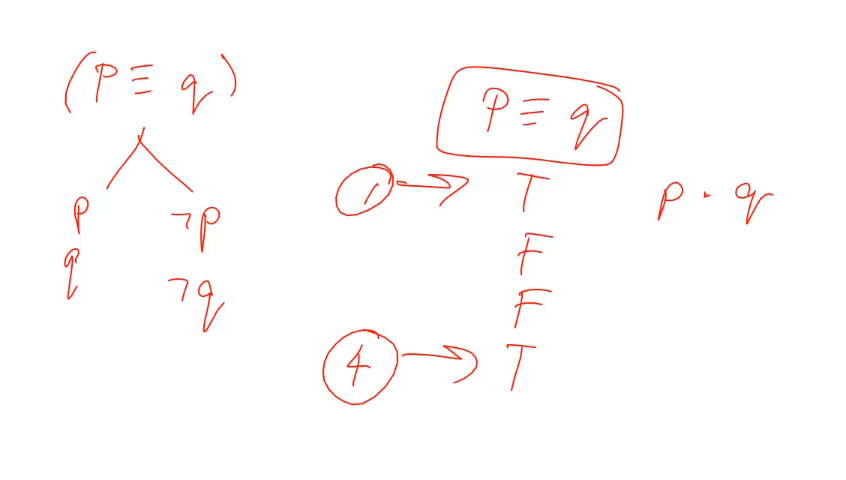 (P ≡ q)
p ¬p
q ¬q
P ≡ q
1 → T p · q
F
F
4 → T